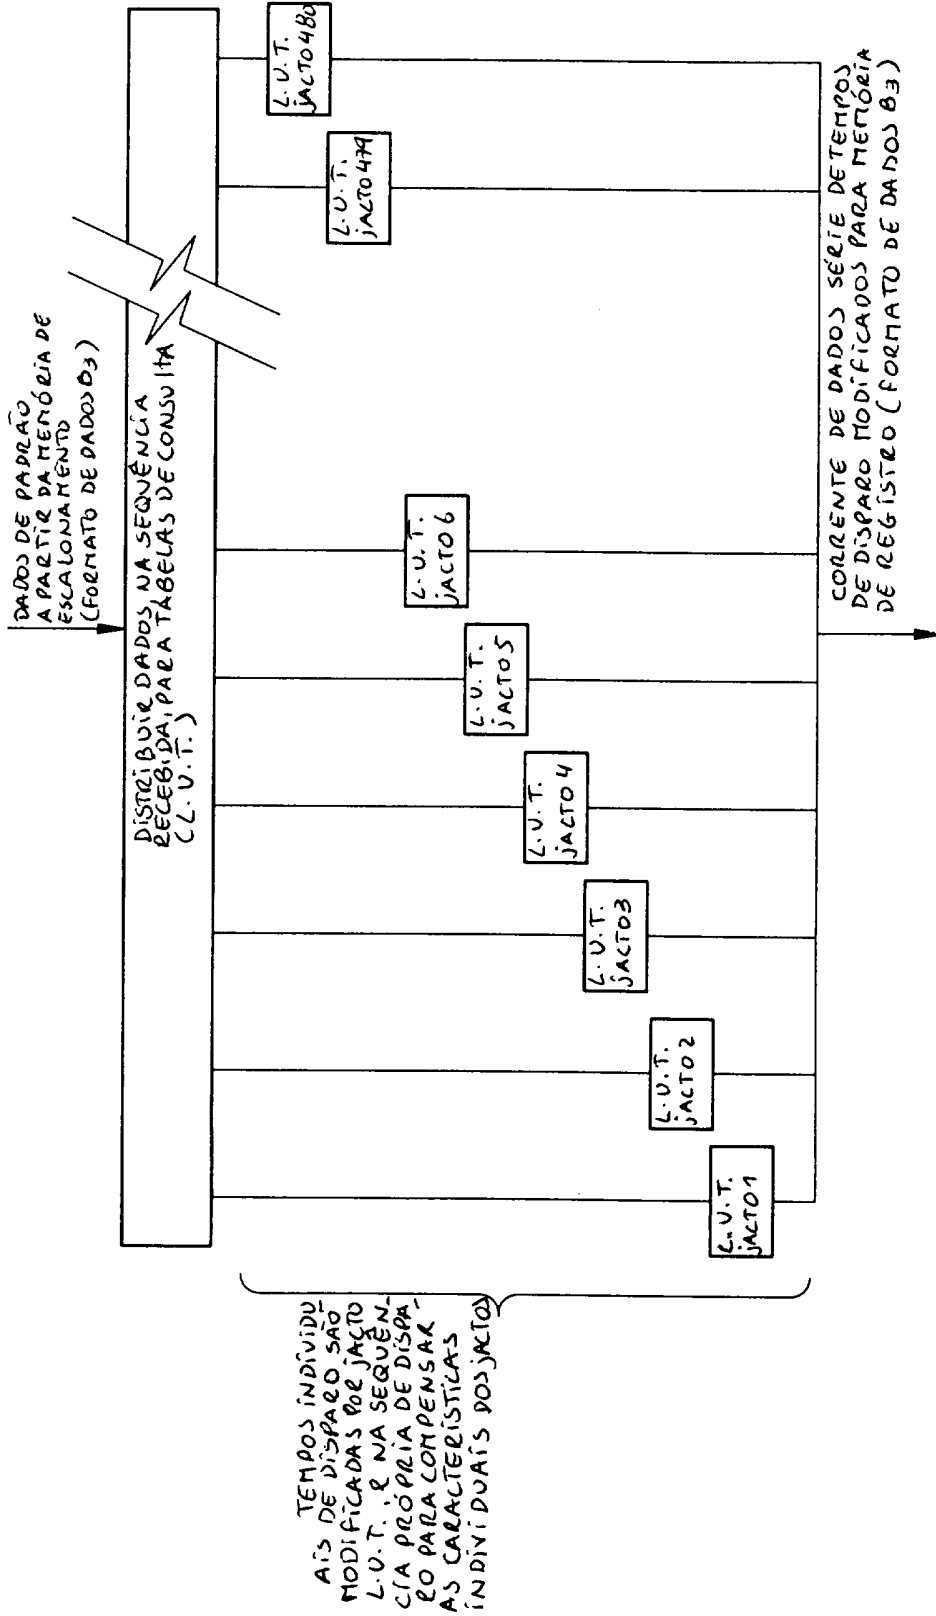 DADOS DE PADRÃO
A PARTIR DA MEMÓRIA DE
ESCALONAMENTO
(FORMATO DE DADOS B3)
DISTRIBUIR DADOS NA SEQUÊNCIA
RECEBIDA, PARA TABELAS DE CONSULTA
(L.U.T.)
TEMPOS INDIVIDU-
AIS DE DISPARO SÃO
MODIFICADAS POR JACTO
L.U.T., R NA SEQUÊN-
CIA PRÓPRIA DE DISPA-
RO PARA COMPENSAR
AS CARACTERÍSTICAS
INDIVIDUAIS DOS JACTOS
L.U.T.
JACTO 1
L.U.T.
JACTO 2
L.U.T.
JACTO 3
L.U.T.
JACTO 4
L.U.T.
JACTO 5
L.U.T.
JACTO 6
L.U.T.
JACTO 479
L.U.T.
JACTO 480
CORRENTE DE DADOS SÉRIE DE TEMPOS
DE DISPARO MODIFICADOS PARA MEMÓRIA
DE REGISTRO (FORMATO DE DADOS B3)